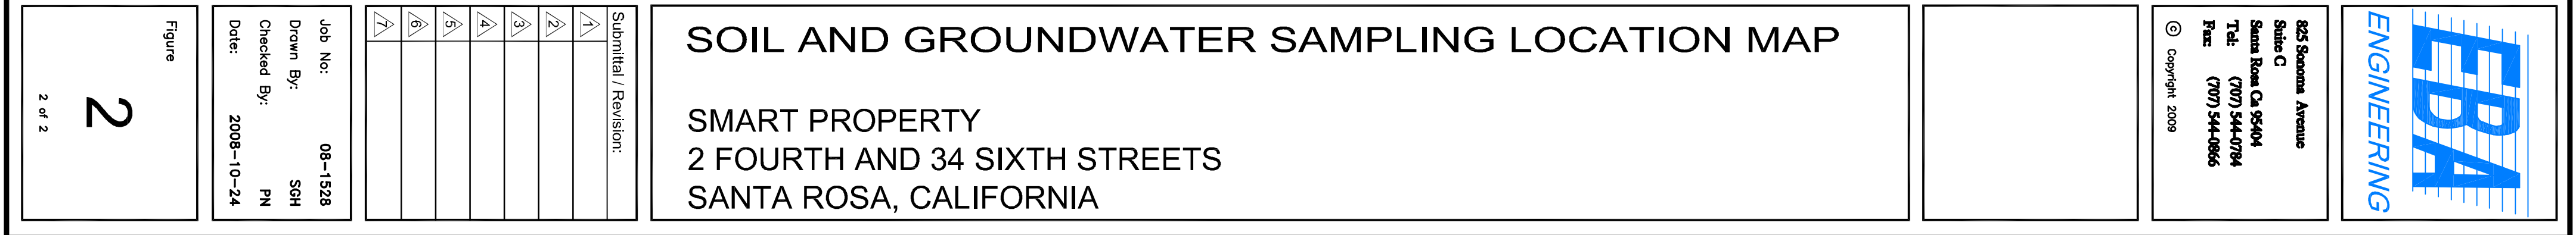 Figure
2
2 of 2
Job No: 08-1528
Drawn By: SGH
Checked By: PN
Date: 2008-10-24
Submittal / Revision:
1
2
3
4
5
6
7
SOIL AND GROUNDWATER SAMPLING LOCATION MAP
SMART PROPERTY
2 FOURTH AND 34 SIXTH STREETS
SANTA ROSA, CALIFORNIA
825 Sonoma Avenue
Suite C
Santa Rosa Ca 95404
Tel: (707) 544-0784
Fax: (707) 544-0866
© Copyright 2009
EBA
ENGINEERING